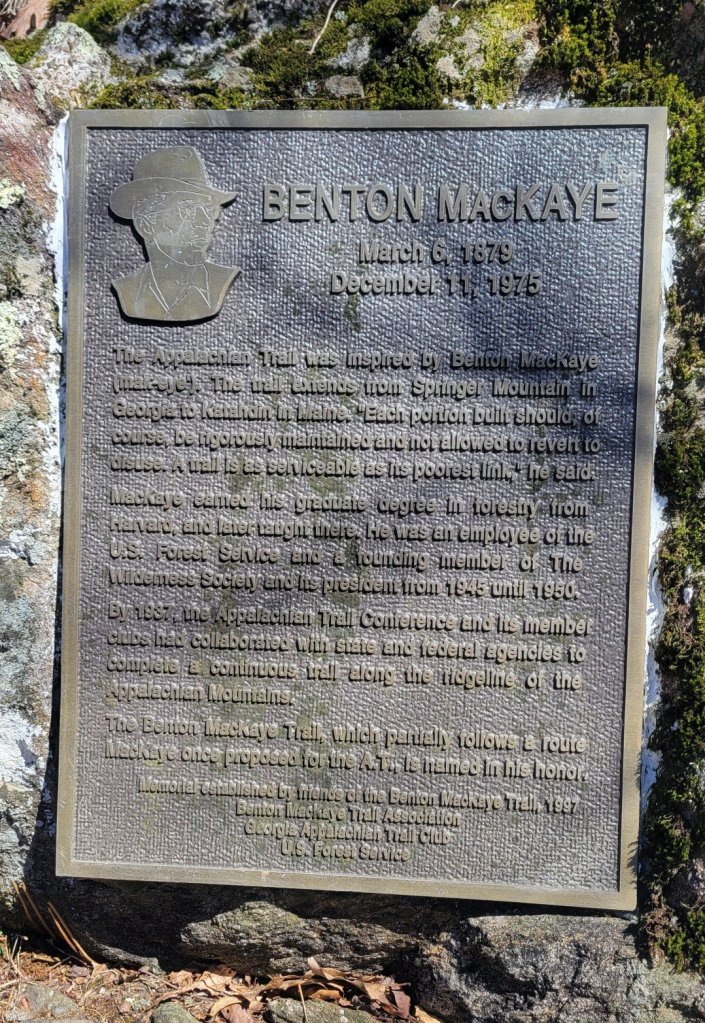 BENTON MacKAYE
March 6, 1879
December 11, 1975
The Appalachian Trail was inspired by Benton MacKaye
(mak-eye'). The trail extends from Springer Mountain in
Georgia to Katahdin in Maine. "Each portion built should, of
course, be rigorously maintained and not allowed to revert to
disuse. A trail is as serviceable as its poorest link," he said.
MacKaye earned his graduate degree in forestry from
Harvard, and later taught there. He was an employee of the
U.S. Forest Service and a founding member of The
Wilderness Society and its president from 1945 until 1950.
By 1937, the Appalachian Trail Conference and its member
clubs had collaborated with state and federal agencies to
complete a continuous trail along the ridgeline of the
Appalachian Mountains.
The Benton MacKaye Trail, which partially follows a route
MacKaye once proposed for the A.T., is named in his honor.
Memorial established by friends of the Benton MacKaye Trail, 1997
Benton MacKaye Trail Association
Georgia Appalachian Trail Club
U.S. Forest Service